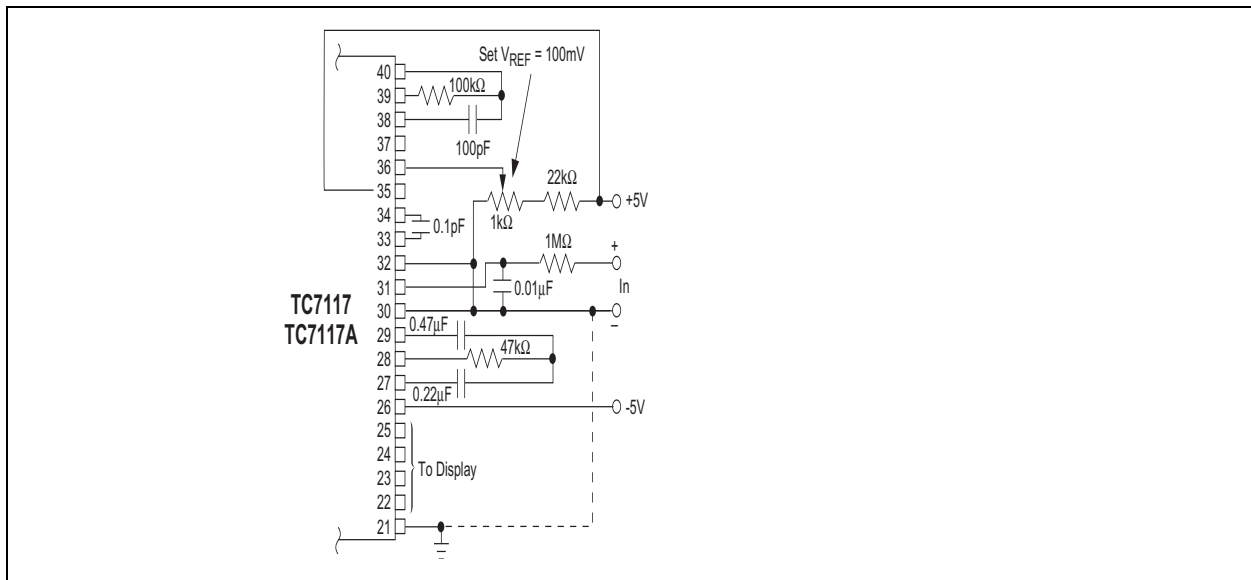 Set VREF = 100mV
40
39
100kΩ
38
100pF
37
36
35
22kΩ
+5V
1kΩ
34
0.1pF
33
1MΩ
+
32
31
0.01µF
In
TC7117
TC7117A
30
–
29
0.47µF
28
47kΩ
27
0.22µF
26
-5V
25
24
To Display
23
22
21